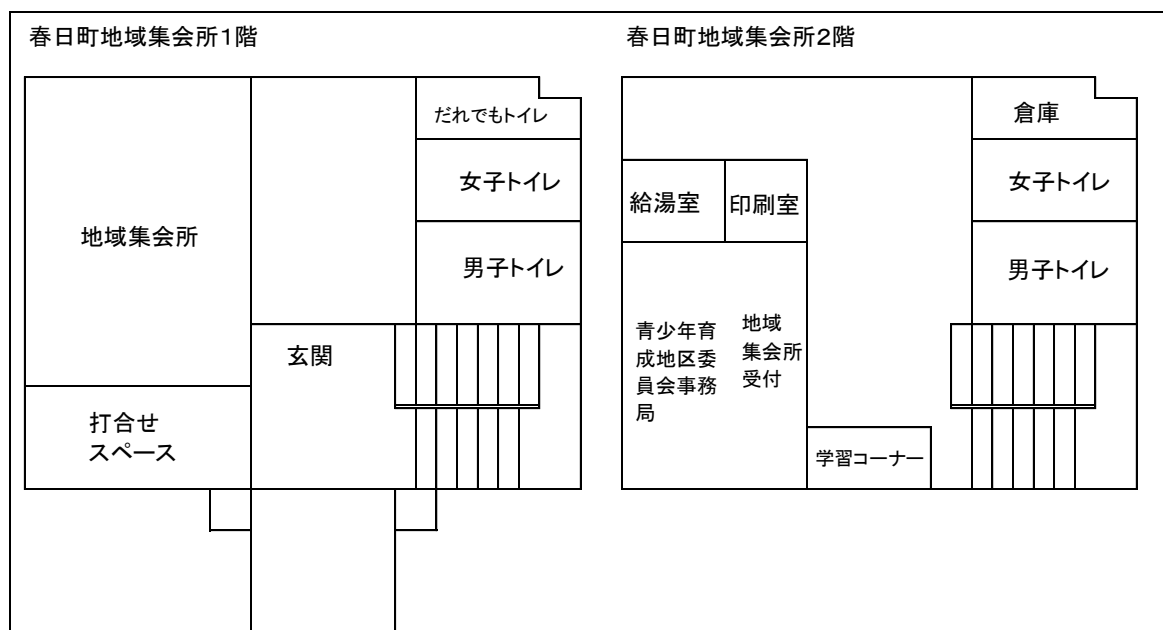 春日町地域集会所1階
だれでもトイレ
女子トイレ
地域集会所
男子トイレ
玄関
打合せ
スペース
春日町地域集会所2階
倉庫
女子トイレ
給湯室
印刷室
男子トイレ
青少年育
成地区委
員会事務
局
地域
集会所
受付
学習コーナー